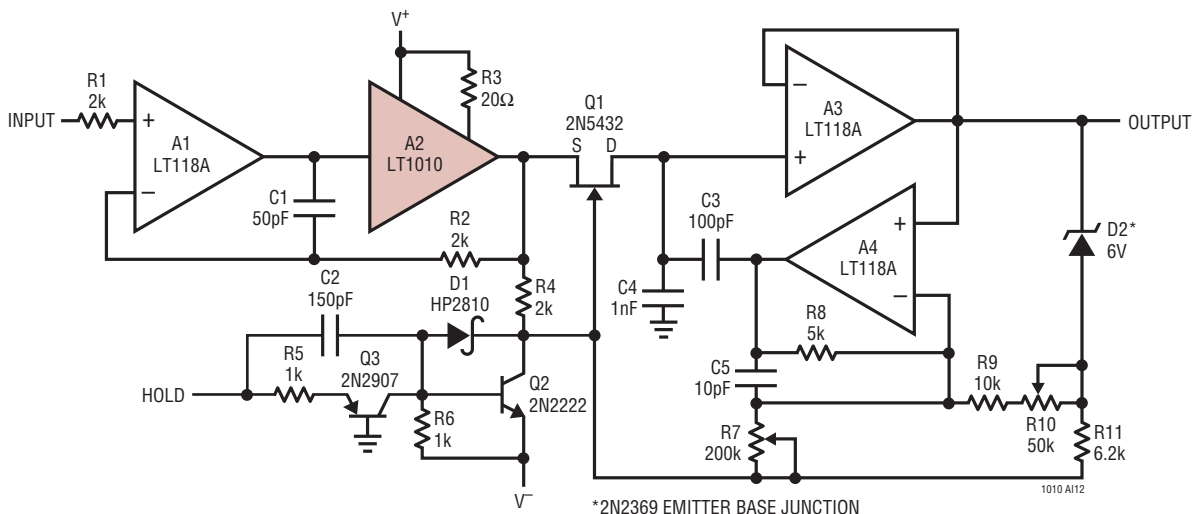 INPUT
R1
2k
+
−
A1
LT118A
C1
50pF
V+
A2
LT1010
R3
20Ω
R2
2k
R4
2k
Q1
2N5432
S D
−
+
A3
LT118A
OUTPUT
C3
100pF
C4
1nF
+
−
A4
LT118A
D2*
6V
R8
5k
C5
10pF
R9
10k
R10
50k
R11
6.2k
R7
200k
C2
150pF
D1
HP2810
HOLD
R5
1k
Q3
2N2907
R6
1k
Q2
2N2222
V−
1010 AI12
*2N2369 EMITTER BASE JUNCTION